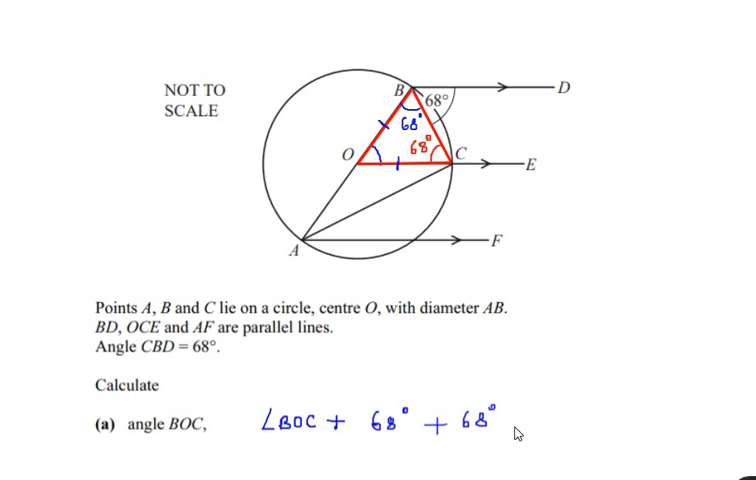 NOT TO
SCALE
B
D
68°
68°
O
68°
C
E
A
F
Points A, B and C lie on a circle, centre O, with diameter AB.
BD, OCE and AF are parallel lines.
Angle CBD = 68°.
Calculate
(a) angle BOC, ∠BOC + 68° + 68°